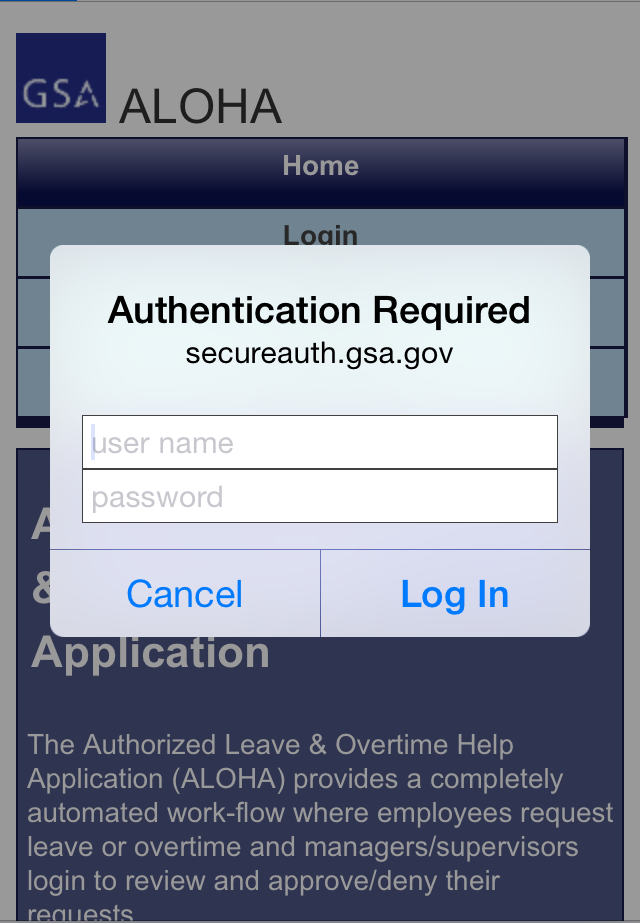 GSA ALOHA
Home
Login
Authentication Required
secureauth.gsa.gov
user name
password
Cancel
Log In
A
&
Application
The Authorized Leave & Overtime Help
Application (ALOHA) provides a completely
automated work-flow where employees request
leave or overtime and managers/supervisors
login to review and approve/deny their
requests